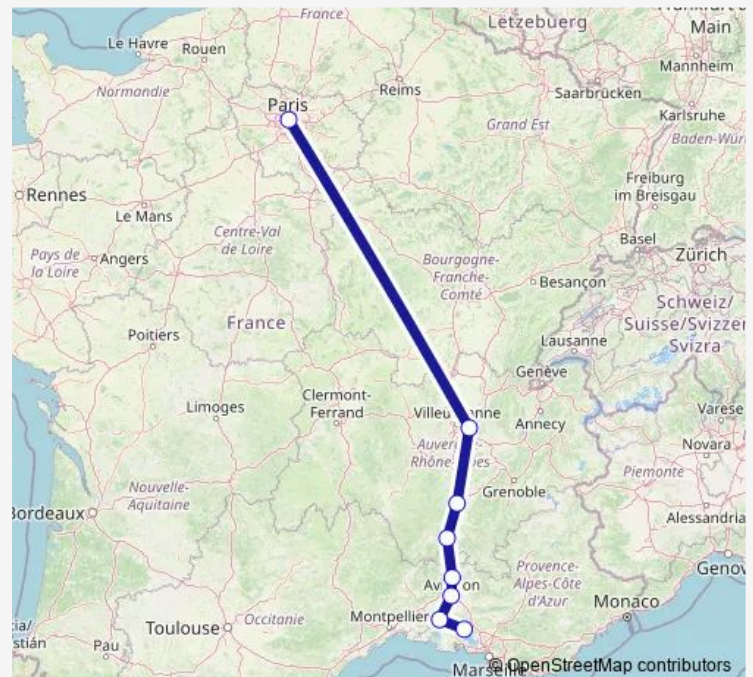 France
Letzebuerg
Main
Le Havre
Rouen
Mannheim
Reims
Saarbrücken
Normandie
Paris
Karlsruhe
Grand Est
Baden-Wür
Freiburg
im Breisgau
Rennes
Le Mans
Centre-Val
de Loire
Basel
Zürich
Pays de
la Loire
Angers
Bourgogne-
Franche-
Comté
Besançon
Schweiz/
Suisse/Svizzer
Svizra
France
Poitiers
Lausanne
Genève
Clermont-
Ferrand
Limoges
Annecy
Varese
Novara
Piemonte
Grenoble
Nouvelle-
Aquitaine
Bordeaux
Alessandria
Genov
Provence-
Alpes-Côte
d'Azur
Monaco
Occitanie
Montpellier
Toulouse
Pau
stián
Marseille
© OpenStreetMap contributors